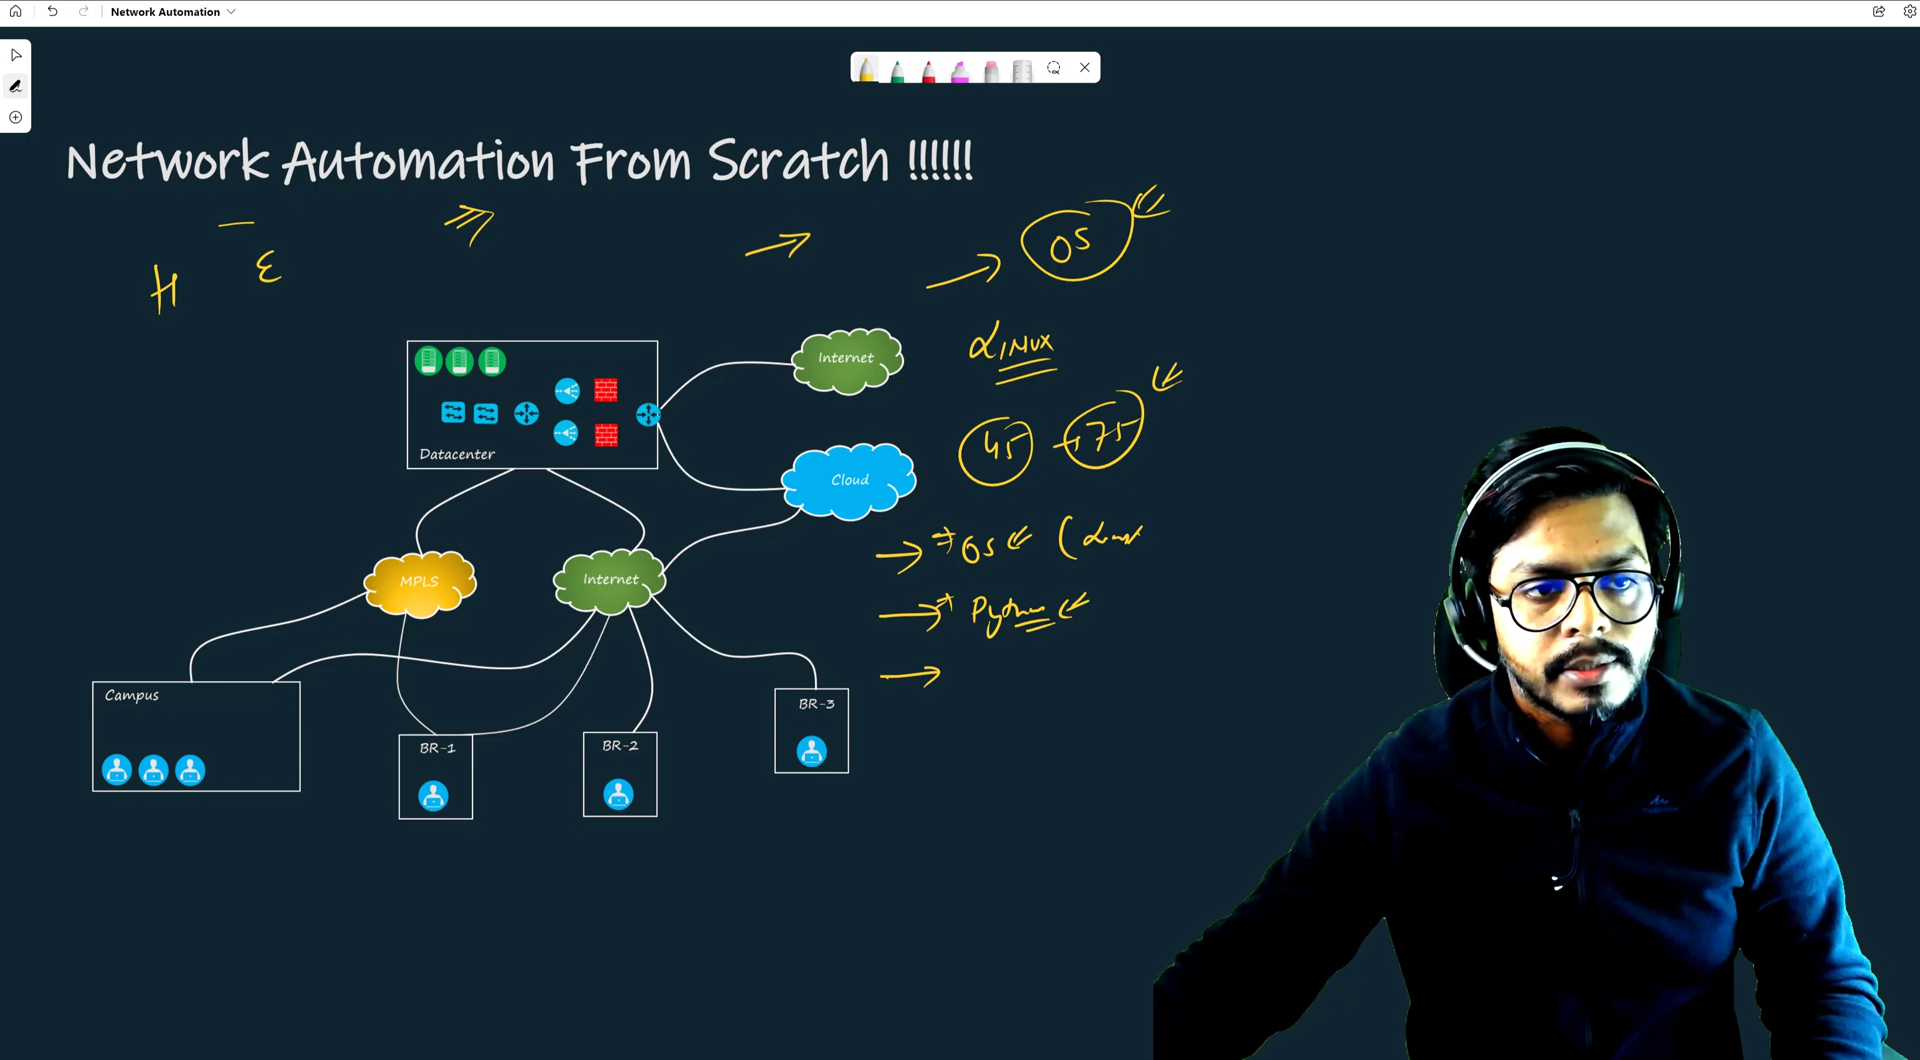 Network Automation
Network Automation From Scratch !!!!!!
OS
H
E
Linux
Internet
45 - 75
Datacenter
Cloud
OS (Linux
MPLS
Internet
Python
Campus
BR-3
BR-1
BR-2